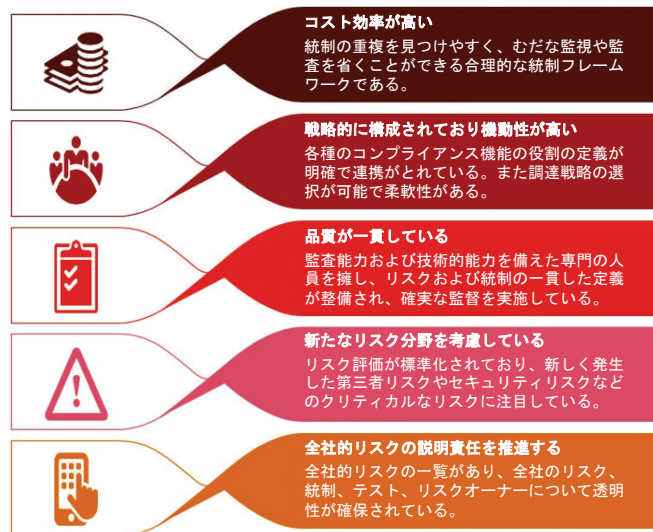 コスト効率が高い
統制の重複を見つけやすく、むだな監視や監
査を省くことができる合理的な統制フレーム
ワークである。
戦略的に構成されており機動性が高い
各種のコンプライアンス機能の役割の定義が
明確で連携がとれている。また調達戦略の選
択が可能で柔軟性がある。
品質が一貫している
監査能力および技術的能力を備えた専門の人
員を擁し、リスクおよび統制の一貫した定義
が整備され、確実な監督を実施している。
新たなリスク分野を考慮している
リスク評価が標準化されており、新しく発生
した第三者リスクやセキュリティリスクなど
のクリティカルなリスクに注目している。
全社的リスクの説明責任を推進する
全社的リスクの一覧があり、全社のリスク、
統制、テスト、リスクオーナーについて透明
性が確保されている。